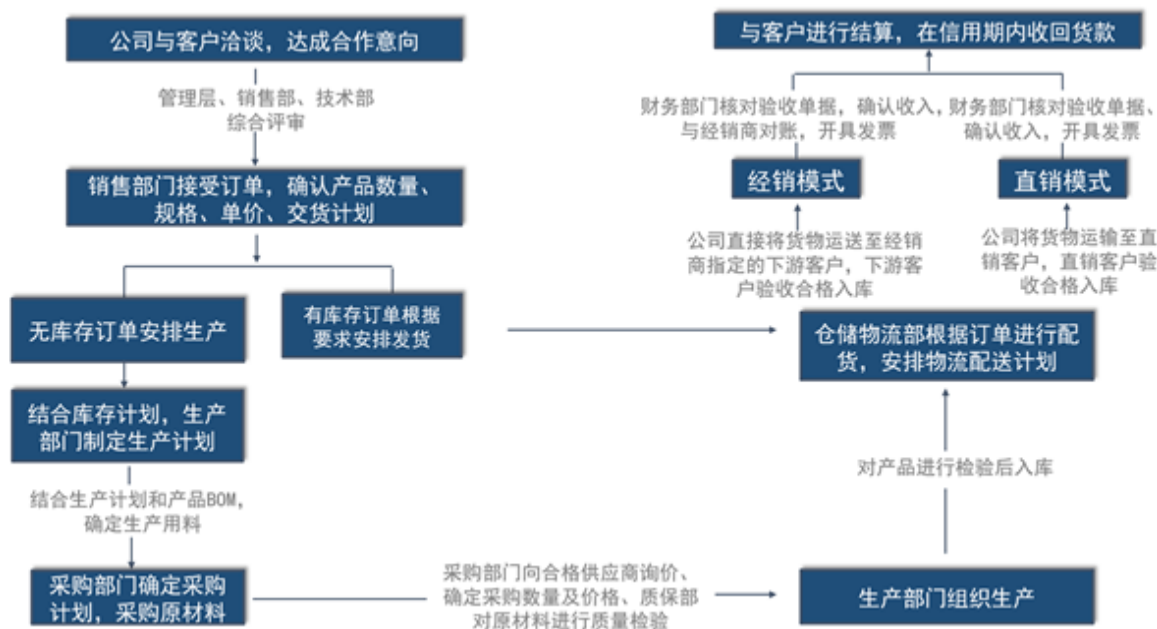 公司与客户洽谈，达成合作意向
管理层、销售部、技术部
综合评审
销售部门接受订单，确认产品数量、
规格、单价、交货计划
无库存订单安排生产
有库存订单根据
要求安排发货
结合库存计划，生产
部门制定生产计划
结合生产计划和产品BOM，
确定生产用料
采购部门确定采购
计划，采购原材料
采购部门向合格供应商询价、
确定采购数量及价格、质保部
对原材料进行质量检验
生产部门组织生产
对产品进行检验后入库
仓储物流部根据订单进行配
货，安排物流配送计划
公司直接将货物运送至经销
商指定的下游客户，下游客
户验收合格入库
公司将货物运输至直
销客户，直销客户验
收合格入库
经销模式
直销模式
财务部门核对验收单据，确认收入，
与经销商对账，开具发票
财务部门核对验收单据、
确认收入，开具发票
与客户进行结算，在信用期内收回货款